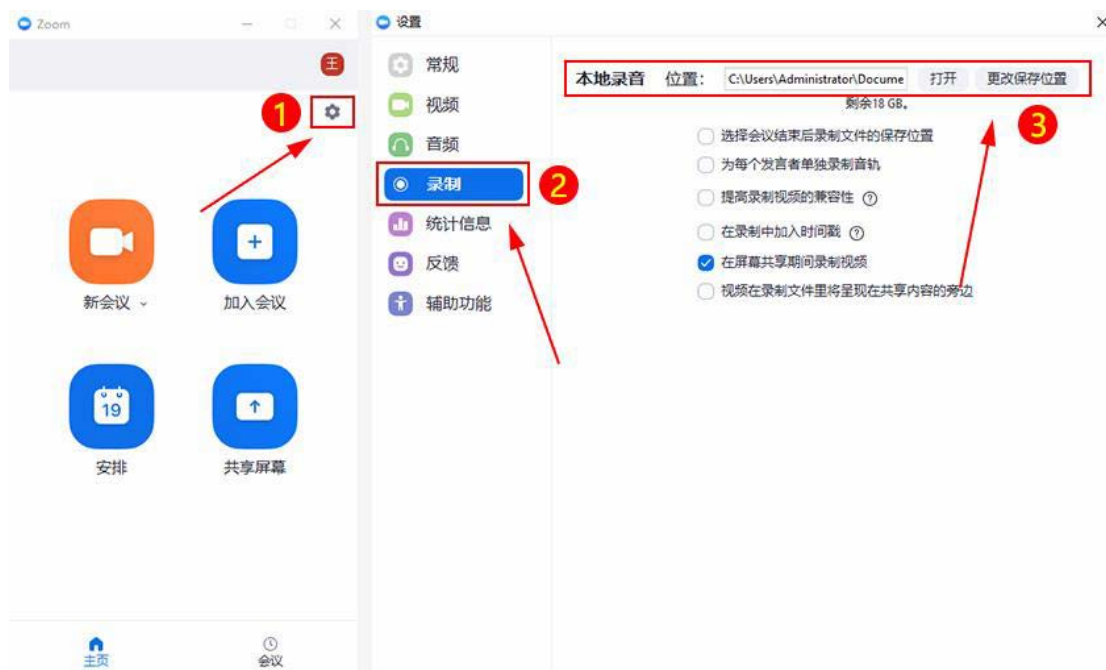 Zoom
王
1
新会议
加入会议
19
安排
共享屏幕
主页
会议
设置
常规
视频
音频
录制
2
统计信息
反馈
辅助功能
本地录音 位置： C:\Users\Administrator\Docume 打开 更改保存位置
剩余18 GB。
3
选择会议结束后录制文件的保存位置
为每个发言者单独录制音轨
提高录制视频的兼容性 ?
在录制中加入时间戳 ?
在屏幕共享期间录制视频
视频在录制文件里将呈现在共享内容的旁边